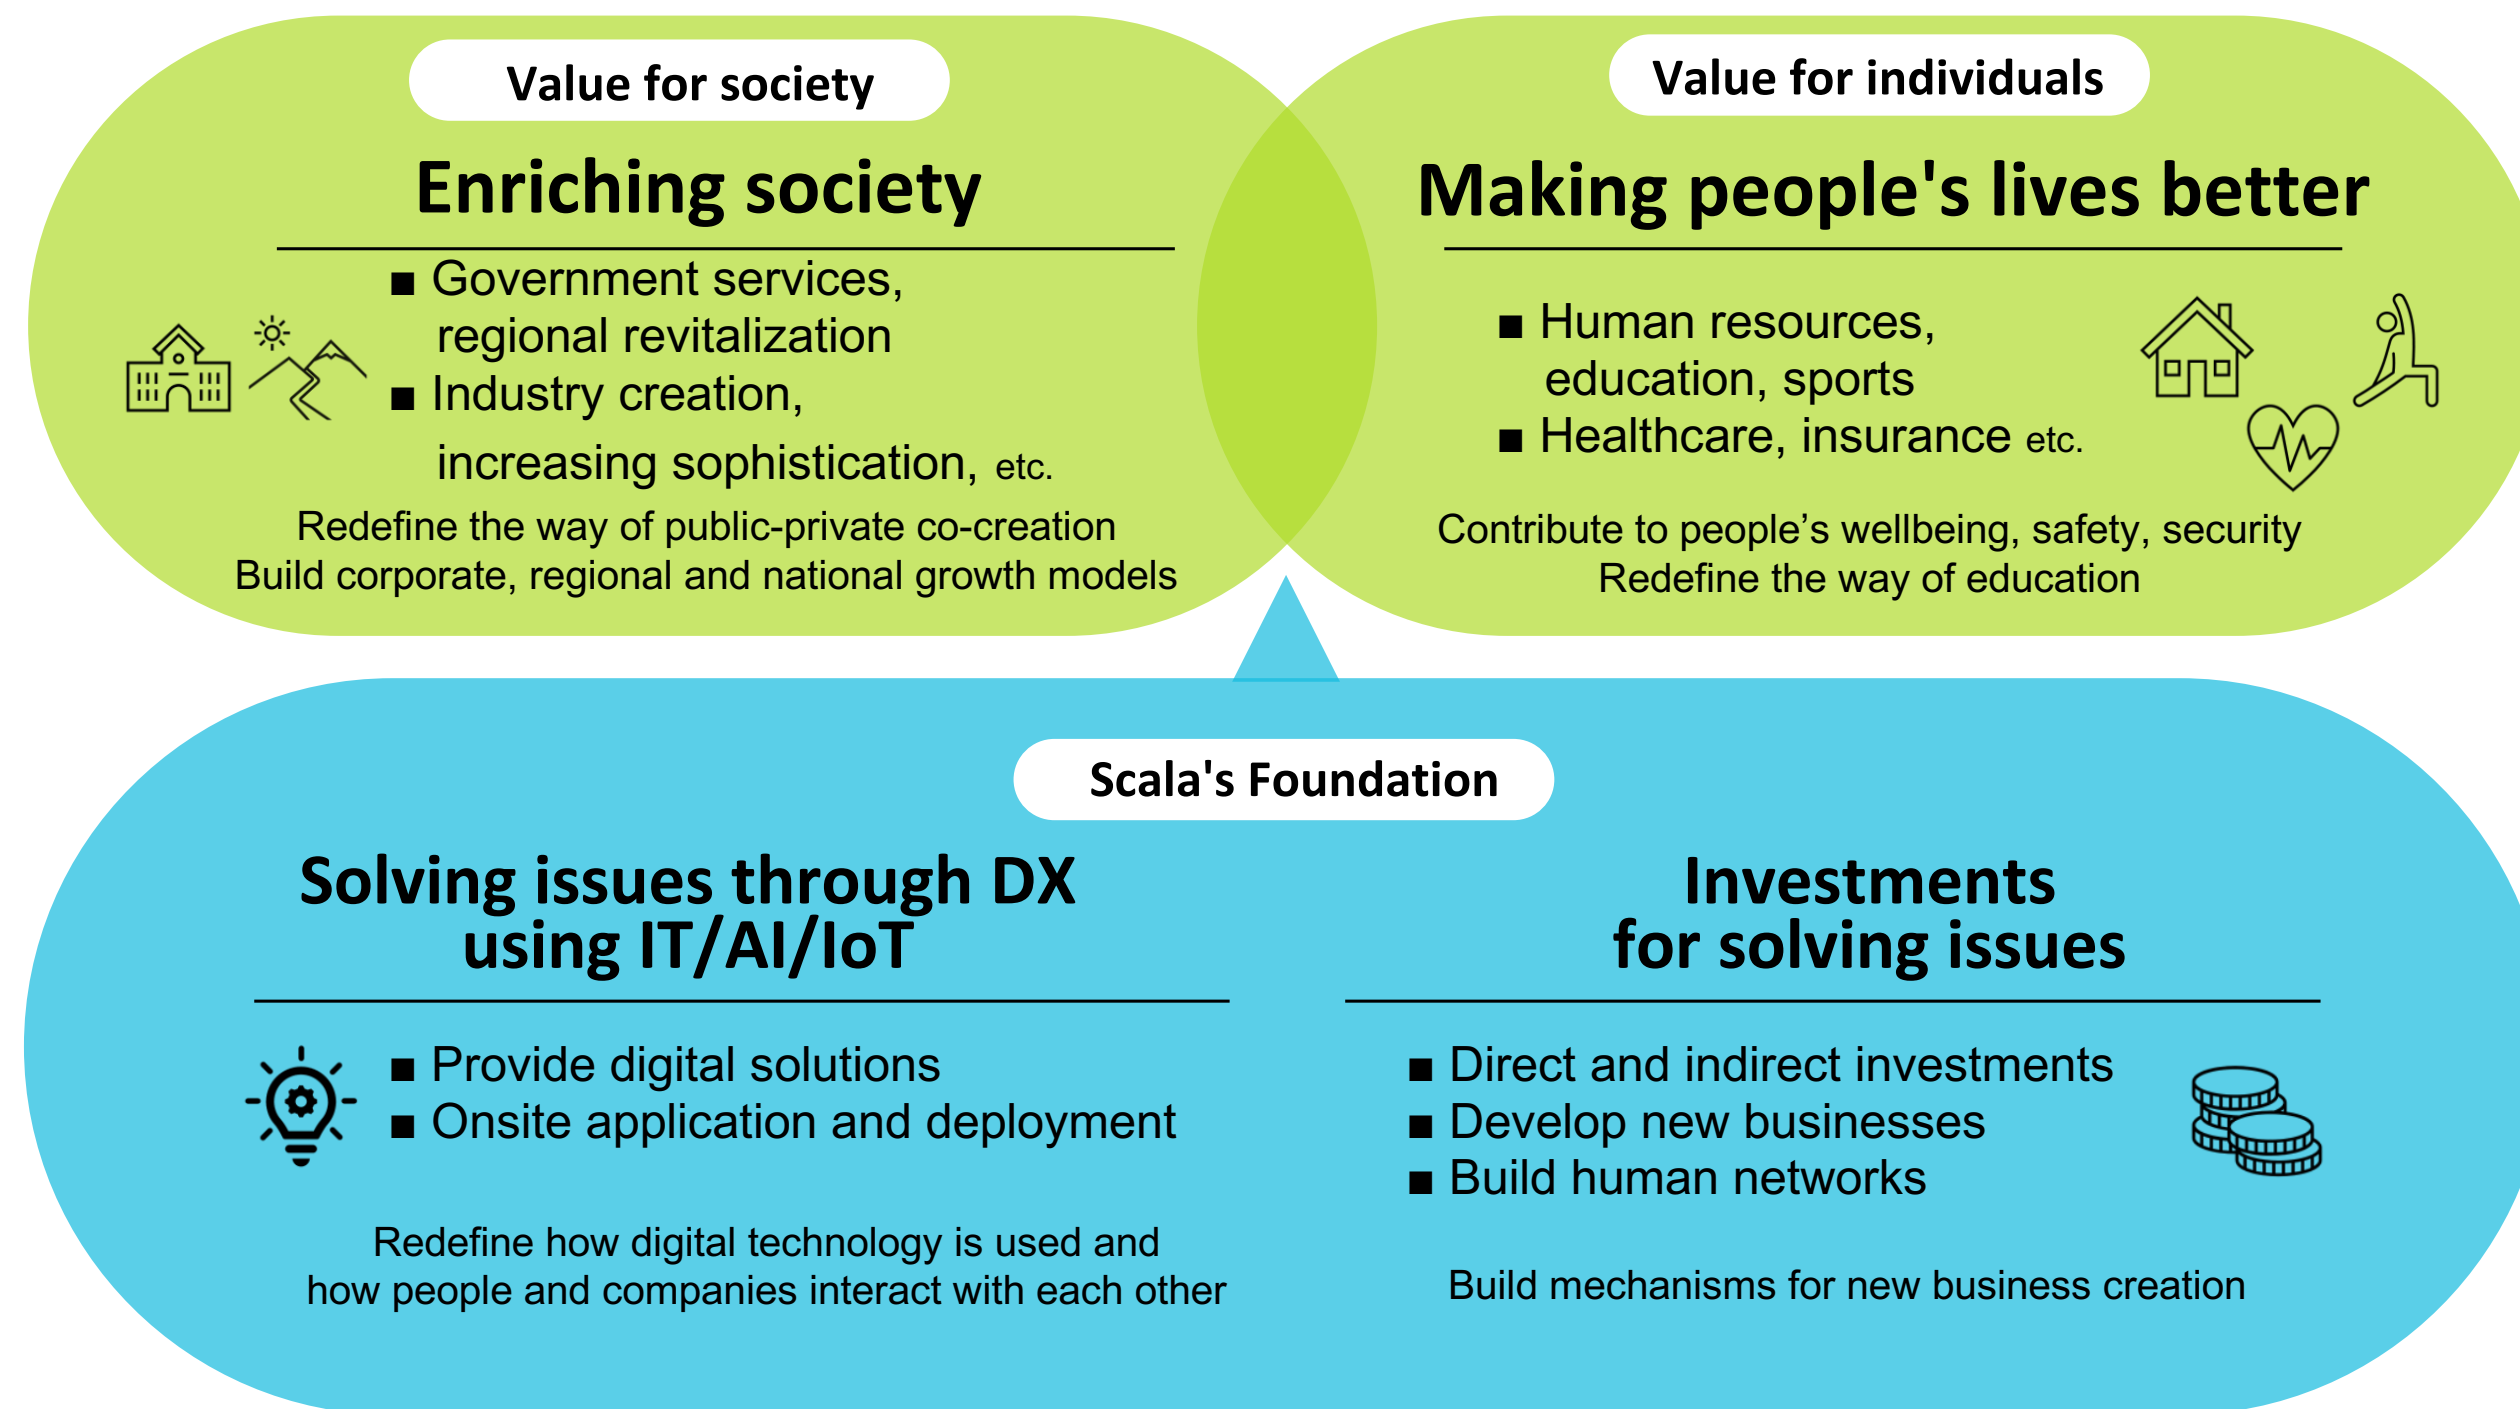 Value for society
Enriching society
■ Government services,
regional revitalization
■ Industry creation,
increasing sophistication, etc.
Redefine the way of public-private co-creation
Build corporate, regional and national growth models
Value for individuals
Making people's lives better
■ Human resources,
education, sports
■ Healthcare, insurance etc.
Contribute to people’s wellbeing, safety, security
Redefine the way of education
Scala's Foundation
Solving issues through DX
using IT/AI/IoT
■ Provide digital solutions
■ Onsite application and deployment
Redefine how digital technology is used and
how people and companies interact with each other
Investments
for solving issues
■ Direct and indirect investments
■ Develop new businesses
■ Build human networks
Build mechanisms for new business creation